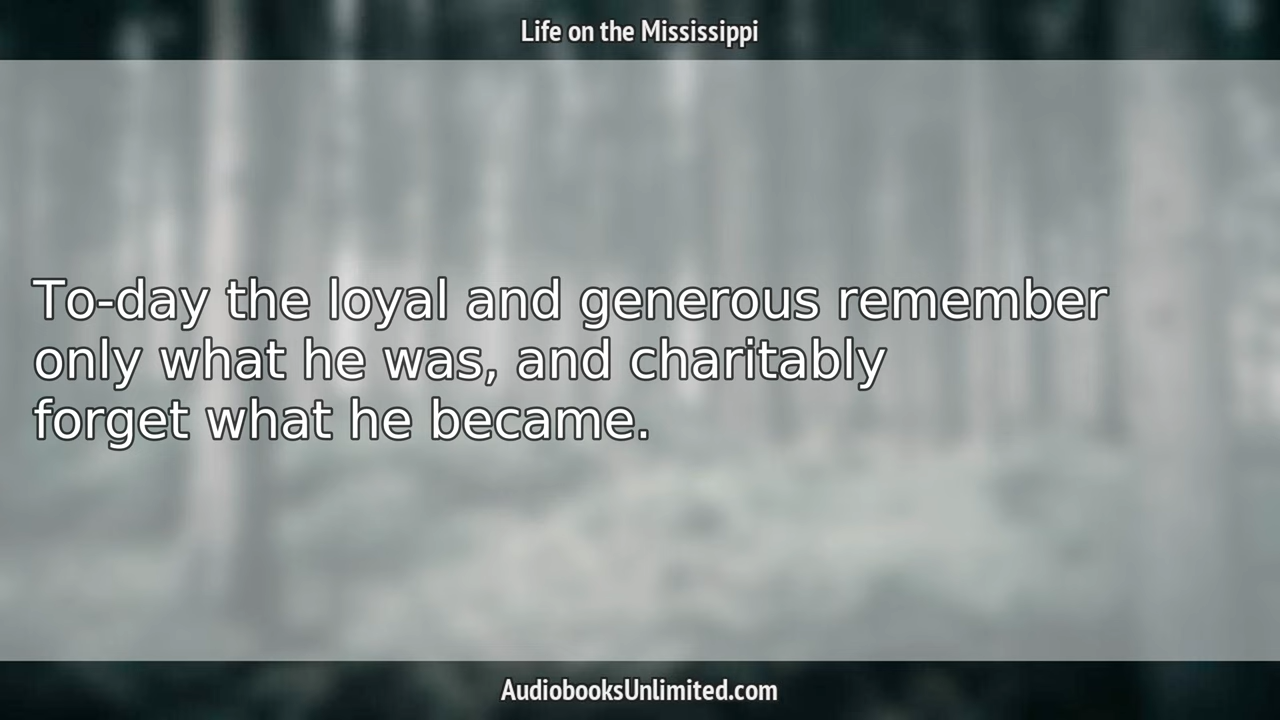 Life on the Mississippi
To-day the loyal and generous remember
only what he was, and charitably
forget what he became.
AudiobooksUnlimited.com